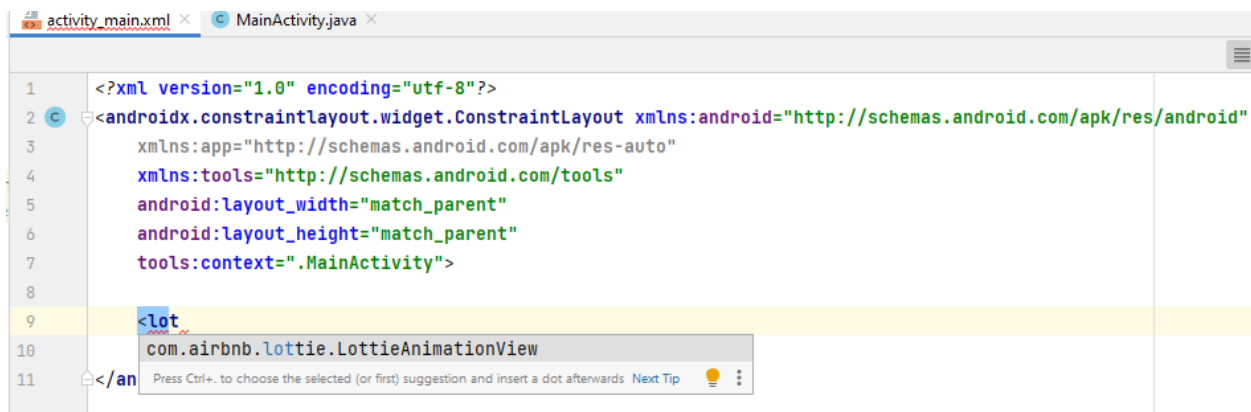 activity_main.xml × C MainActivity.java ×
1 <?xml version="1.0" encoding="utf-8"?>
2 C <androidx.constraintlayout.widget.ConstraintLayout xmlns:android="http://schemas.android.com/apk/res/android"
3 xmlns:app="http://schemas.android.com/apk/res-auto"
4 xmlns:tools="http://schemas.android.com/tools"
5 android:layout_width="match_parent"
6 android:layout_height="match_parent"
7 tools:context=".MainActivity">
8
9 <lot
10 com.airbnb.lottie.LottieAnimationView
11 </an Press Ctrl+. to choose the selected (or first) suggestion and insert a dot afterwards Next Tip